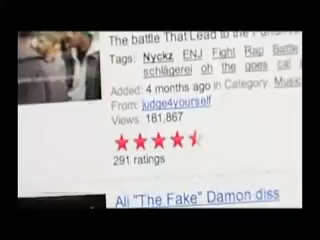 The battle That Lead to the
Tags: Nyckz ENJ Fight Rap Battle
schlägerei oh the goes cal
Added: 4 months ago in Category: Music
From: judge4yourself
Views: 181,867
291 ratings
Ali "The Fake" Damon diss